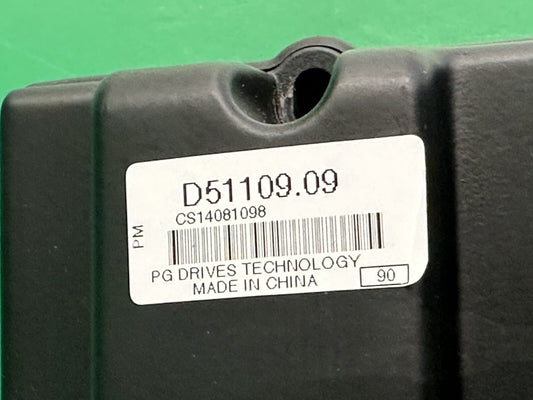 D51109.09
CS14081098
PM
PG DRIVES TECHNOLOGY
MADE IN CHINA
90